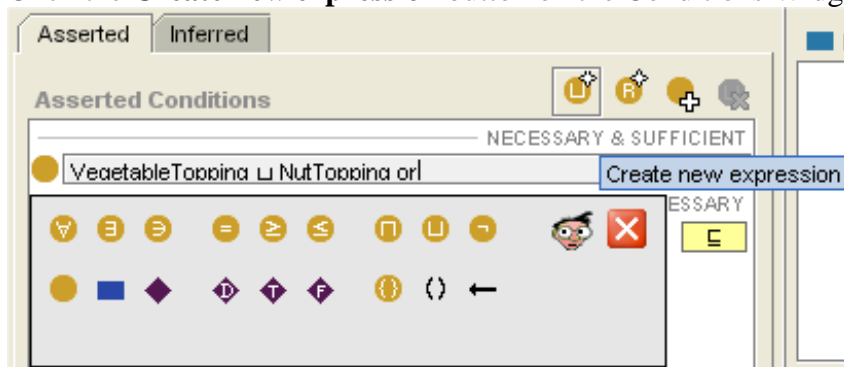 Asserted Inferred
Asserted Conditions
NECESSARY & SUFFICIENT
VegetableTopping ⊔ NutTopping or
Create new expression
ESSARY
⊑
∀ ∃ ∋ = ≥ ≤ ⊓ ⊔ ¬
D T F {} ()